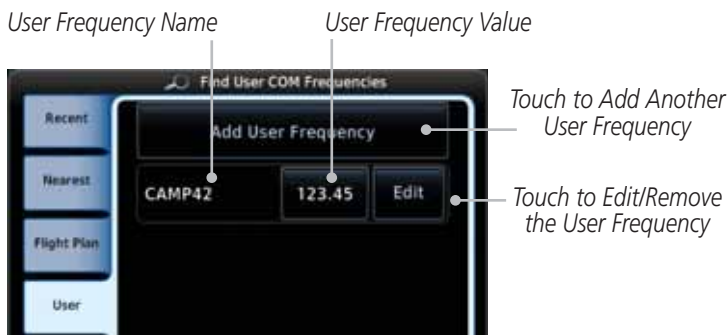 User Frequency Name
User Frequency Value
Find User COM Frequencies
Recent
Add User Frequency
Touch to Add Another
User Frequency
Nearest
CAMP42
123.45
Edit
Touch to Edit/Remove
the User Frequency
Flight Plan
User